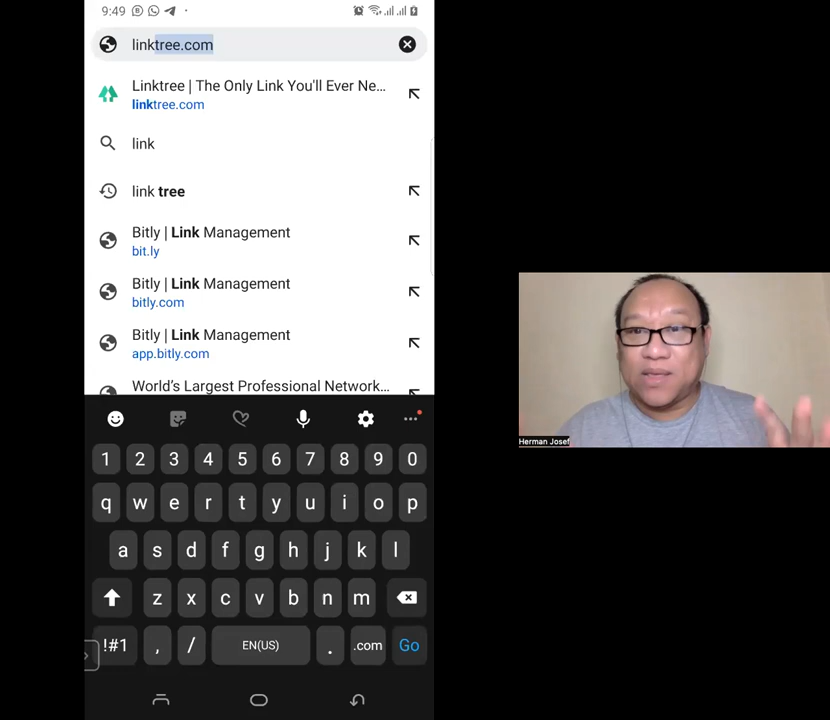 9:49
linktree.com
Linktree | The Only Link You'll Ever Ne...
linktree.com
link
link tree
Bitly | Link Management
bit.ly
Bitly | Link Management
bitly.com
Bitly | Link Management
app.bitly.com
World's Largest Professional Network...
1 2 3 4 5 6 7 8 9 0
q w e r t y u i o p
a s d f g h j k l
z x c v b n m
!#1 , / EN(US) . .com Go
Herman Josef